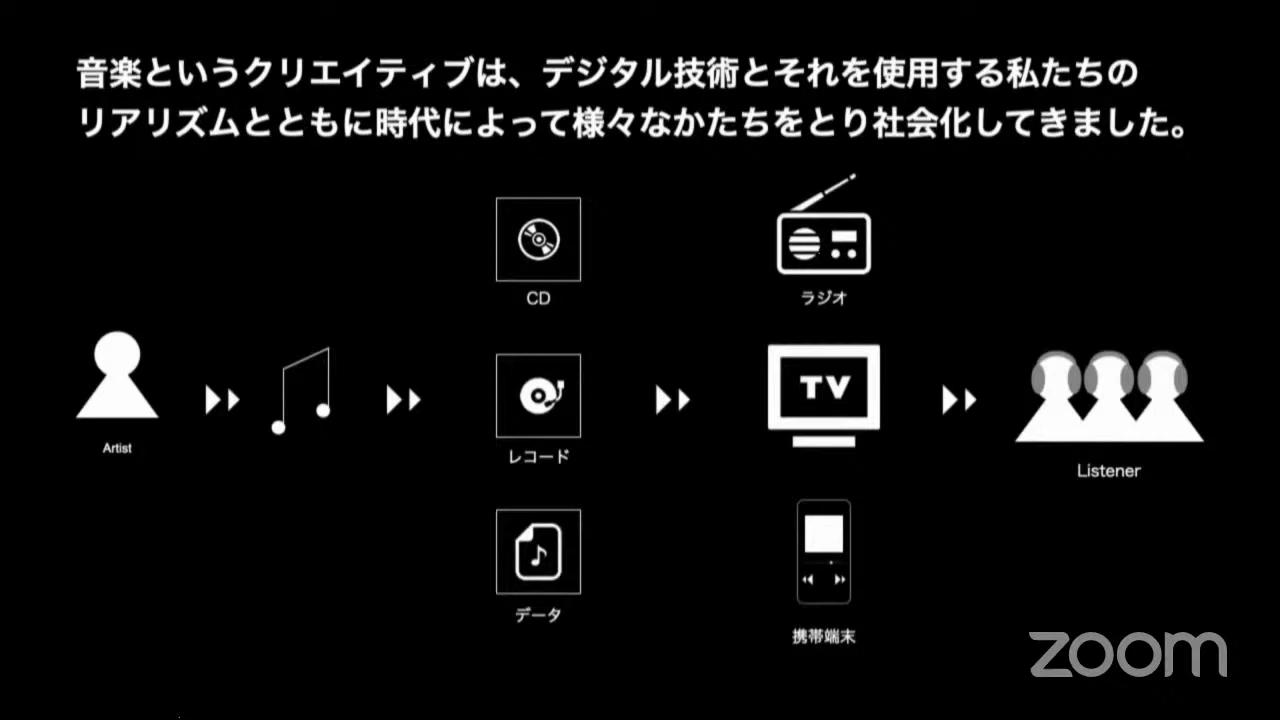 音楽というクリエイティブは、デジタル技術とそれを使用する私たちの
リアリズムとともに時代によって様々なかたちをとり社会化してきました。
CD
ラジオ
Artist
レコード
TV
Listener
データ
携帯端末
zoom